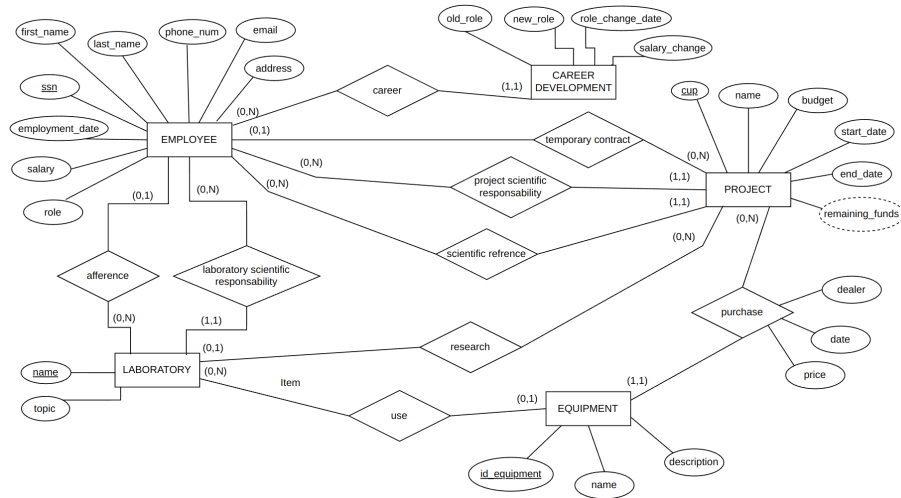 old_role
new_role
role_change_date
salary_change
first_name
last_name
phone_num
email
address
ssn
employment_date
salary
role
EMPLOYEE
(0,N)
career
(1,1)
CAREER
DEVELOPMENT
(0,1)
temporary contract
(0,N)
cup
name
budget
start_date
end_date
remaining_funds
PROJECT
(0,N)
project scientific
responsability
(1,1)
(0,N)
scientific refrence
(1,1)
(0,1)
afference
(0,N)
(0,N)
laboratory scientific
responsability
(1,1)
(0,N)
(0,N)
purchase
dealer
date
price
(1,1)
LABORATORY
name
topic
(0,1)
research
(0,N)
Item
use
(0,1)
EQUIPMENT
id_equipment
name
description